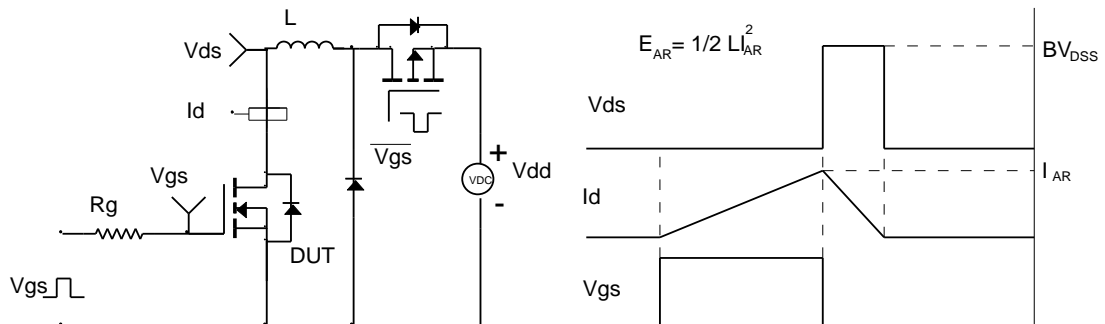 L
Vds
Id
Vgs
Vgs
+
VDC
Vdd
-
Rg
DUT
Vgs
E_AR= 1/2 LI_AR^2
BV_DSS
Vds
I_AR
Id
Vgs